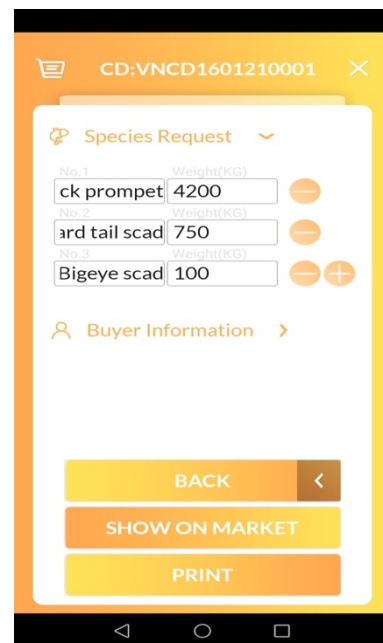 CD:VNCD1601210001
Species Request
No.1 Weight(KG)
ck prompet 4200
No.2 Weight(KG)
ard tail scad 750
No.3 Weight(KG)
Bigeye scad 100
Buyer Information
BACK
SHOW ON MARKET
PRINT